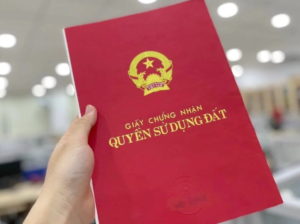 GIẤY CHỨNG NHẬN
QUYỀN SỬ DỤNG ĐẤT